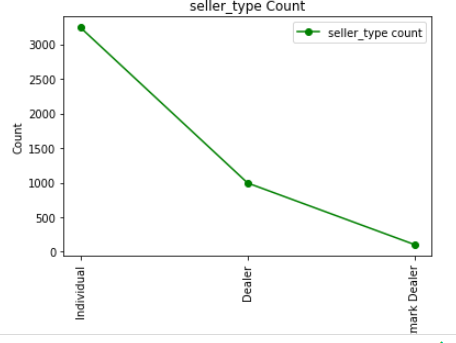 seller_type Count
seller_type count
3000
2500
2000
1500
1000
500
0
Count
Individual
Dealer
mark Dealer